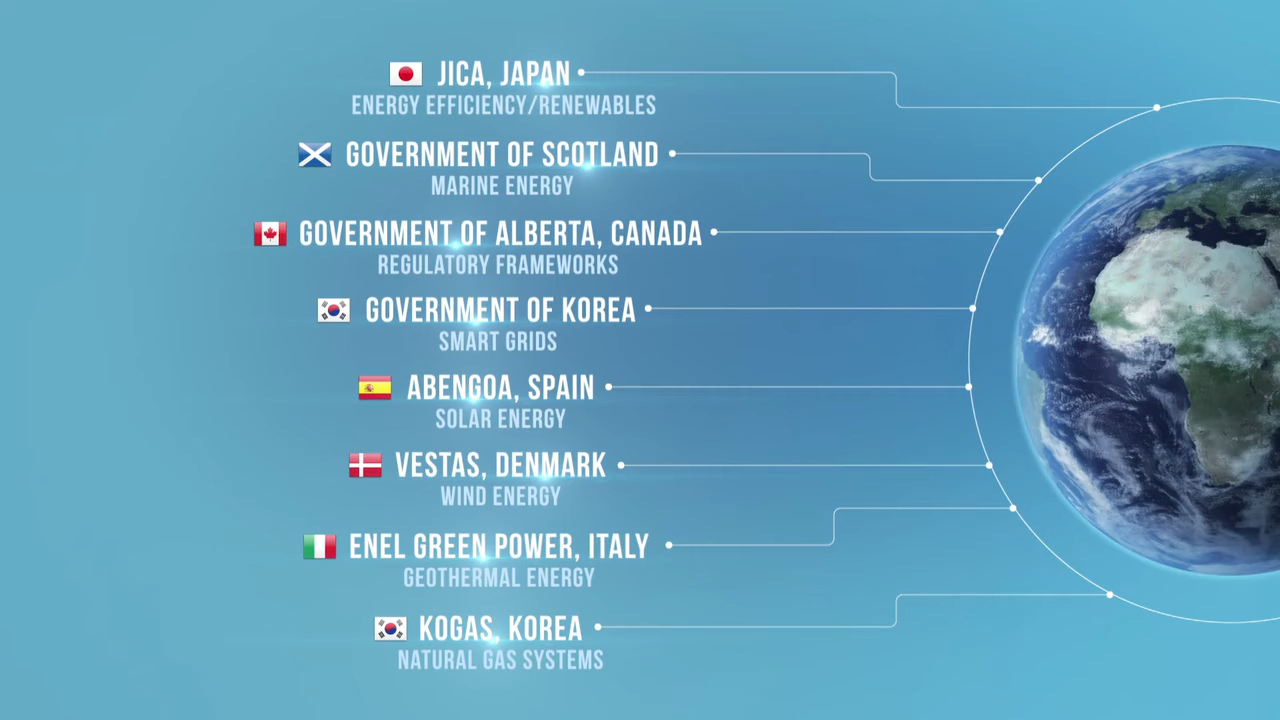 JICA, JAPAN
ENERGY EFFICIENCY/RENEWABLES
GOVERNMENT OF SCOTLAND
MARINE ENERGY
GOVERNMENT OF ALBERTA, CANADA
REGULATORY FRAMEWORKS
GOVERNMENT OF KOREA
SMART GRIDS
ABENGOA, SPAIN
SOLAR ENERGY
VESTAS, DENMARK
WIND ENERGY
ENEL GREEN POWER, ITALY
GEOTHERMAL ENERGY
KOGAS, KOREA
NATURAL GAS SYSTEMS